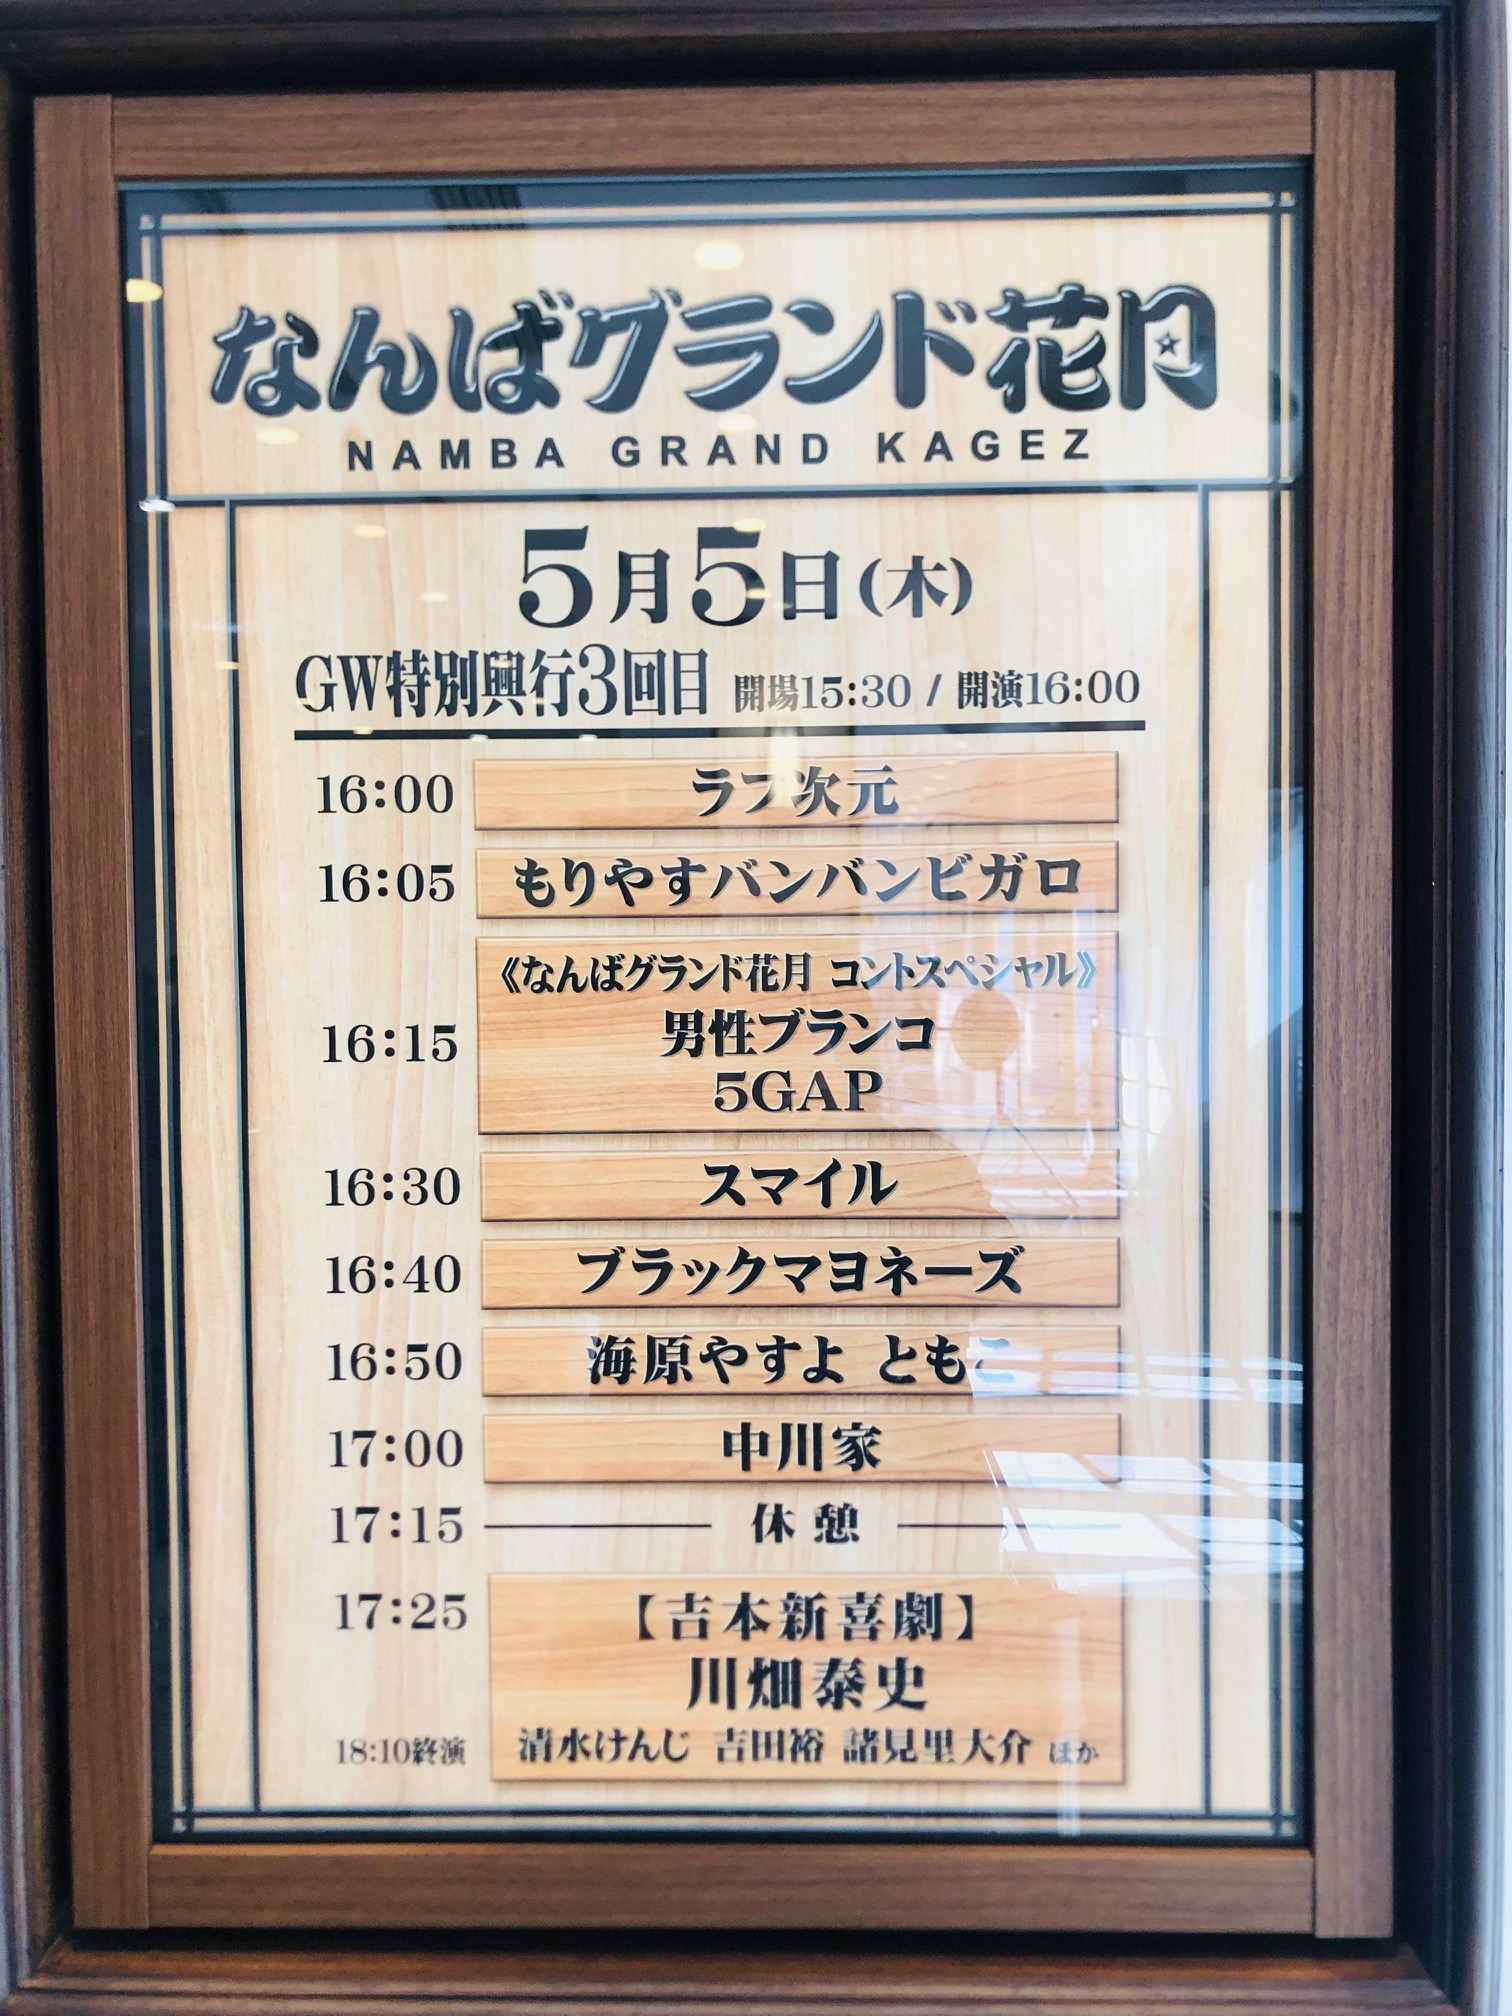 なんばグランド花月
NAMBA GRAND KAGEZ
5月5日(木)
GW特別興行3回目 開場15:30 / 開演16:00
16:00 ラフ次元
16:05 もりやすバンバンビガロ
《なんばグランド花月 コントスペシャル》
16:15 男性ブランコ
5GAP
16:30 スマイル
16:40 ブラックマヨネーズ
16:50 海原やすよ ともこ
17:00 中川家
17:15 休憩
17:25 【吉本新喜劇】
川畑泰史
18:10終演 清水けんじ 吉田裕 諸見里大介 ほか